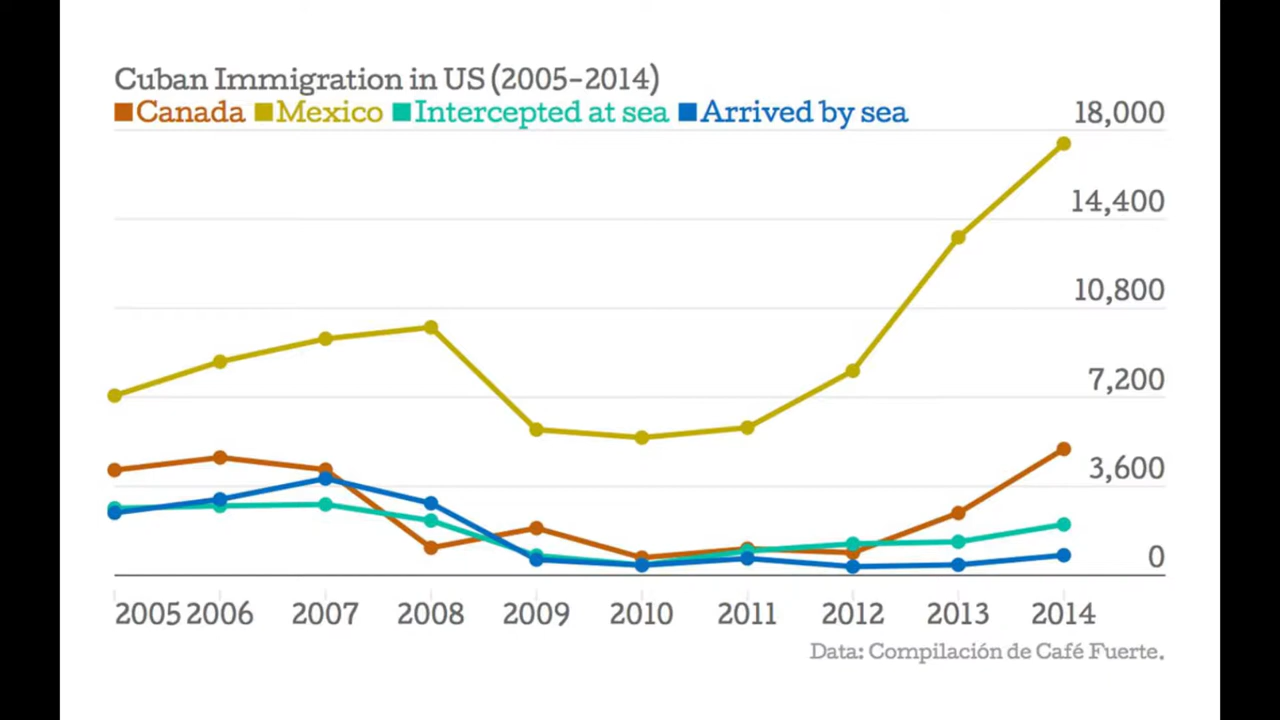 Cuban Immigration in US (2005-2014)
Canada Mexico Intercepted at sea Arrived by sea
18,000
14,400
10,800
7,200
3,600
0
2005 2006 2007 2008 2009 2010 2011 2012 2013 2014
Data: Compilación de Café Fuerte.